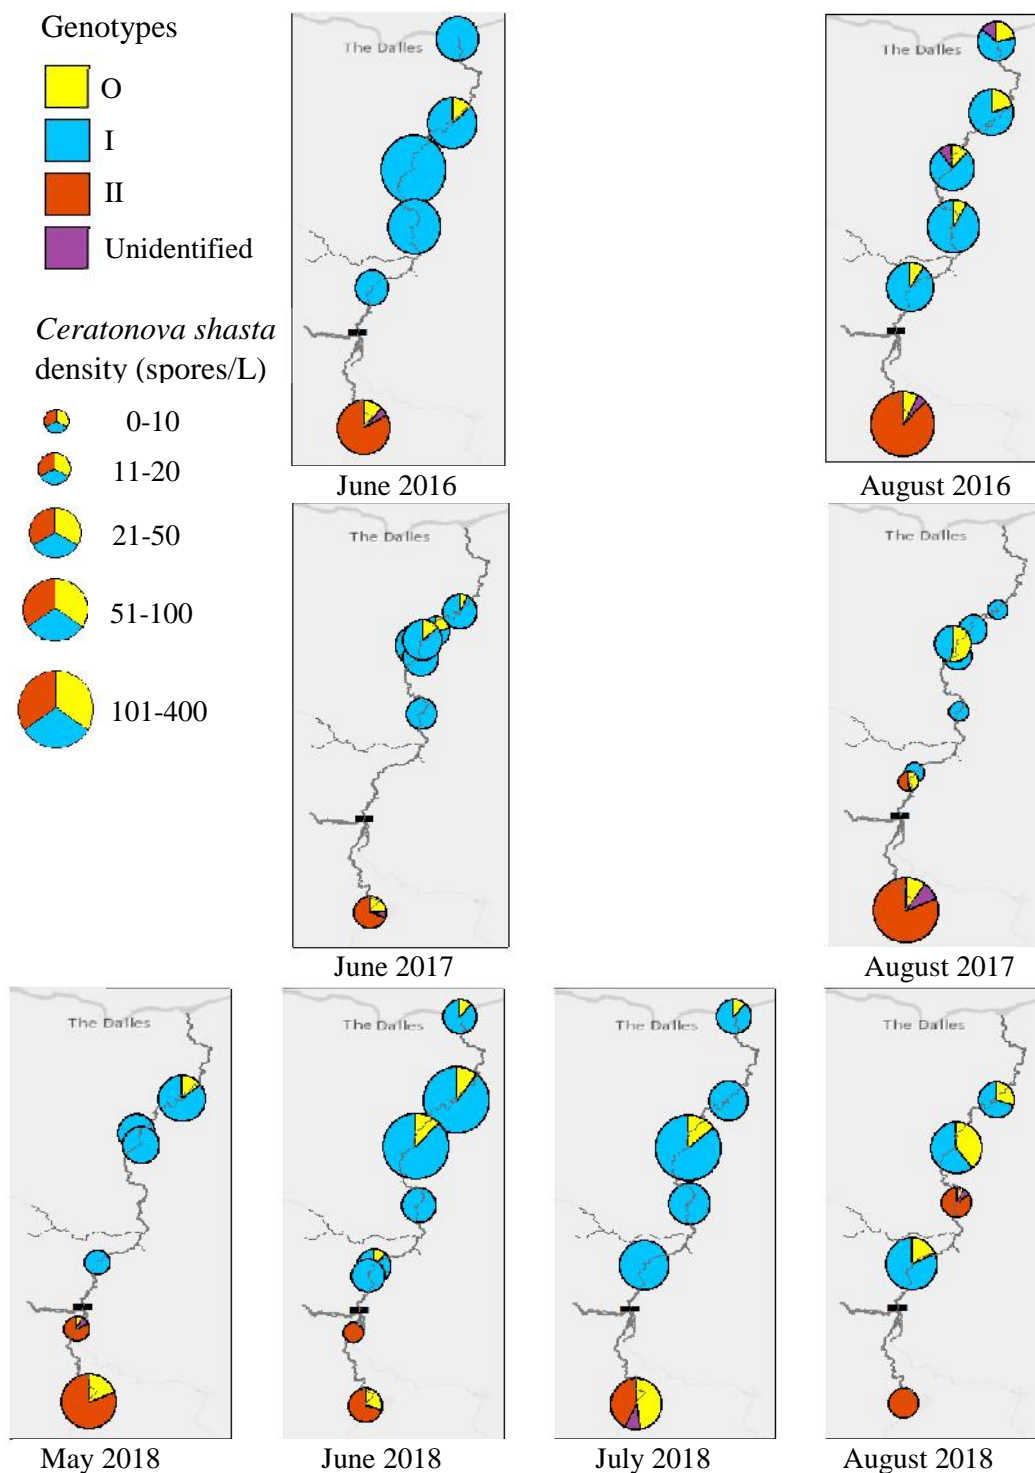 Genotypes
O
I
II
Unidentified
Ceratonova shasta
density (spores/L)
0-10
11-20
21-50
51-100
101-400
The Dalles
June 2016
The Dalles
August 2016
The Dalles
June 2017
The Dalles
August 2017
The Dalles
May 2018
The Dalles
June 2018
The Dalles
July 2018
The Dalles
August 2018